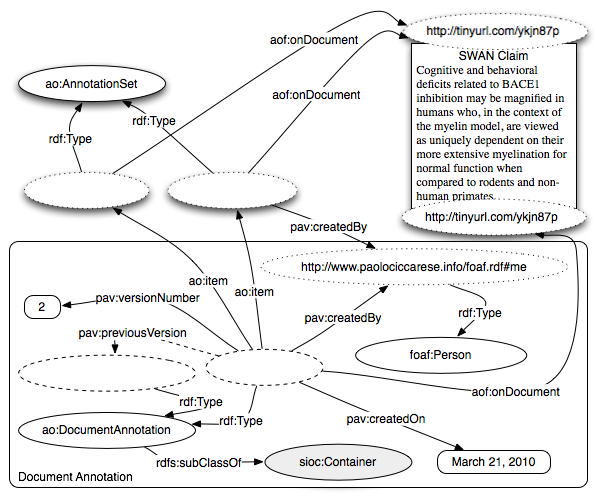 http://tinyurl.com/ykjn87p
aof:onDocument
SWAN Claim
Cognitive and behavioral
deficits related to BACE1
inhibition may be magnified in
humans who, in the context
of the myelin model, are viewed
as uniquely dependent on their
more extensive myelination for
normal function when
compared to rodents and non-
human primates.
ao:AnnotationSet
aof:onDocument
rdf:Type
rdf:Type
http://tinyurl.com/ykjn87p
pav:createdBy
http://www.paolociccarese.info/foaf.rdf#me
ao:item
ao:item
2
pav:versionNumber
pav:createdBy
rdf:Type
pav:previousVersion
foaf:Person
aof:onDocument
rdf:Type
rdf:Type
pav:createdOn
ao:DocumentAnnotation
rdfs:subClassOf
sioc:Container
March 21, 2010
Document Annotation